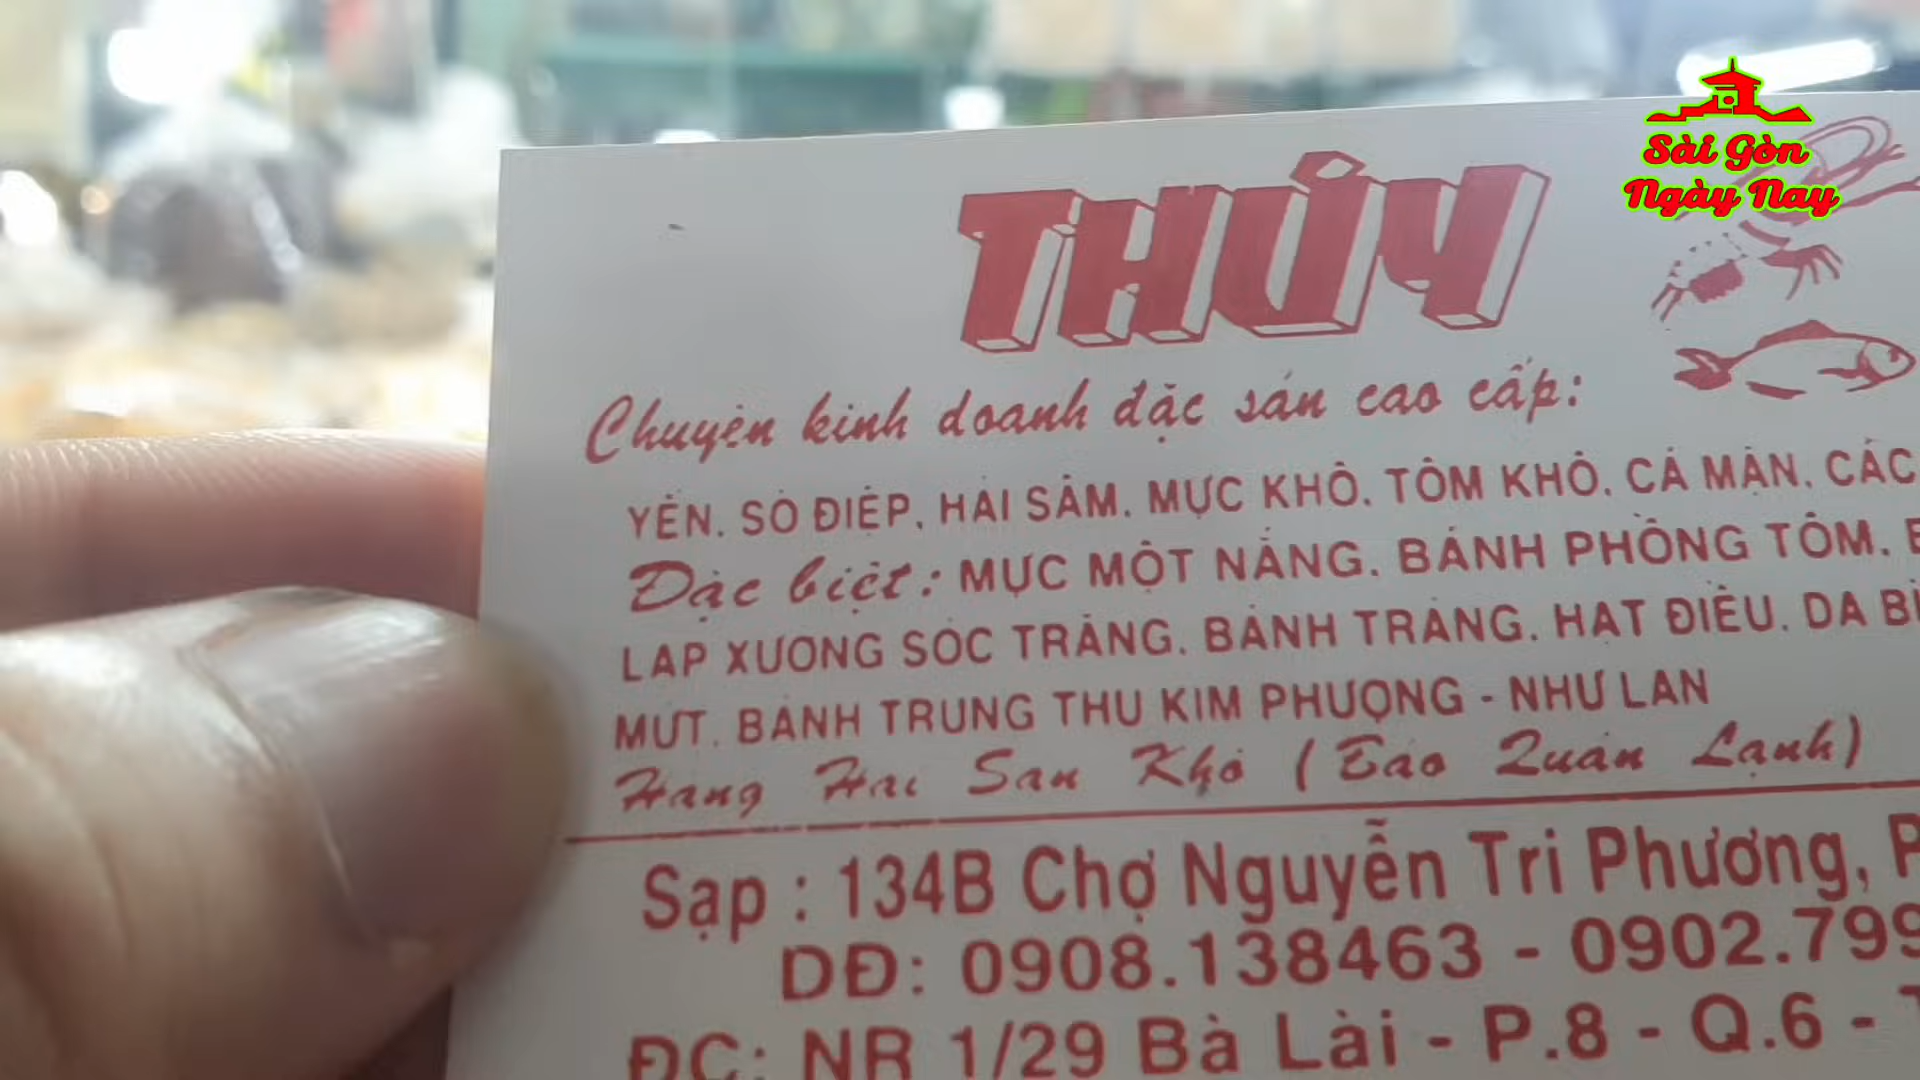 Sài Gòn
Ngày Nay
THỦY
Chuyên kinh doanh đặc sản cao cấp:
YẾN. SÒ ĐIỆP, HẢI SÂM. MỰC KHÔ. TÔM KHÔ. CÁ MẶN. CÁC
Đặc biệt: MỰC MỘT NẮNG. BÁNH PHỒNG TÔM.
LẠP XƯỞNG SÓC TRĂNG. BÁNH TRÁNG. HẠT ĐIỀU. DA
MỨT. BÁNH TRUNG THU KIM PHƯỢNG - NHƯ LAN
Hàng Hải Sản Khô (Bảo Quản Lạnh)
Sạp : 134B Chợ Nguyễn Tri Phương,
DĐ: 0908.138463 - 0902.799
ĐC: NR 1/29 Bà Lài - P.8 - Q.6 -